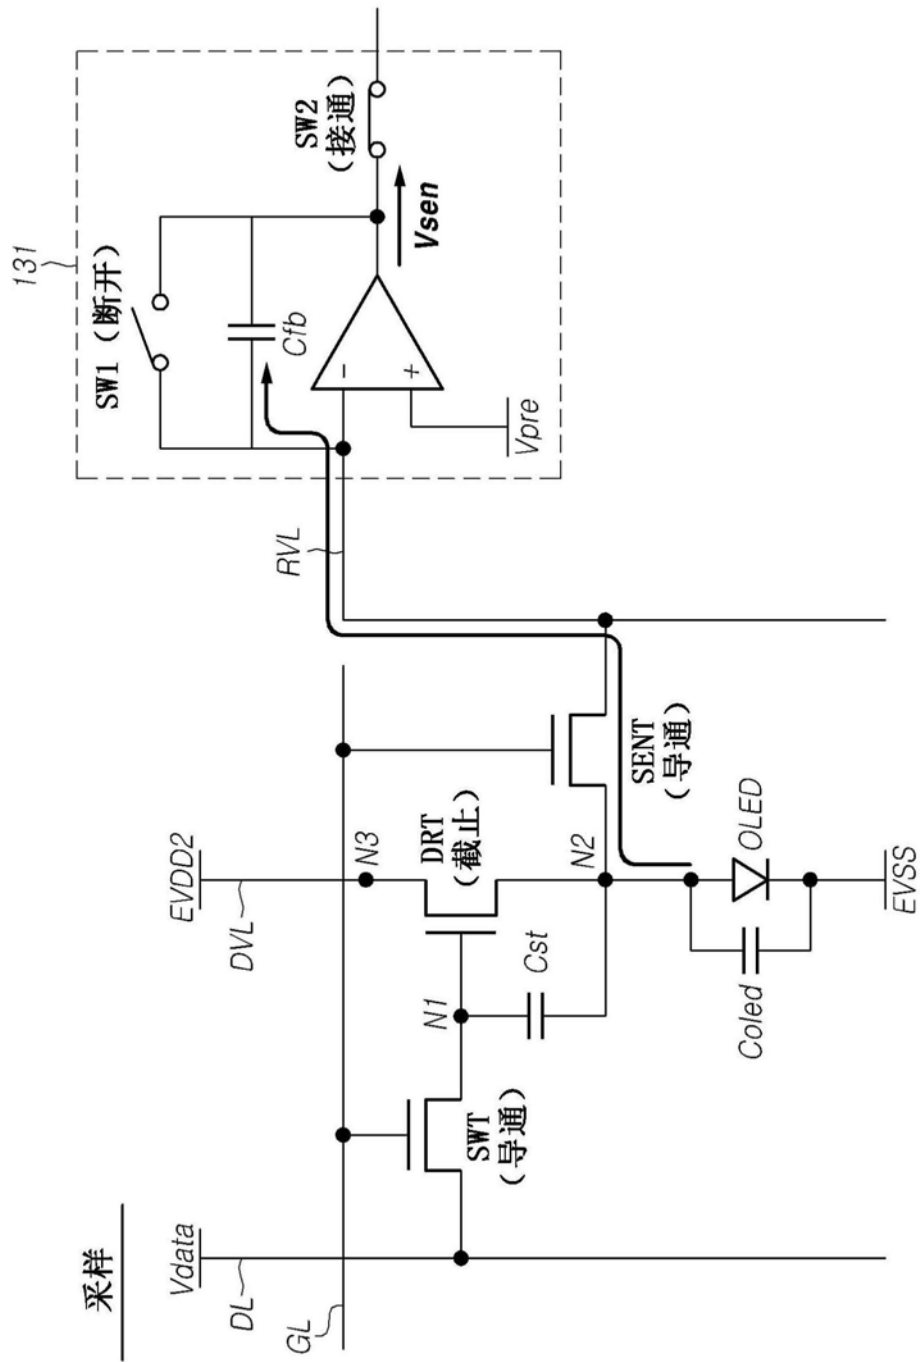 采样
Vdata
DL
GL
EVDD2
DVL
N3
DRT
(截止)
N1
SWT
(导通)
Cst
N2
SENT
(导通)
Coled
OLED
EVSS
RVL
131
SW1 (断开)
Cfb
-
+
Vpre
Vsen
SW2
(接通)